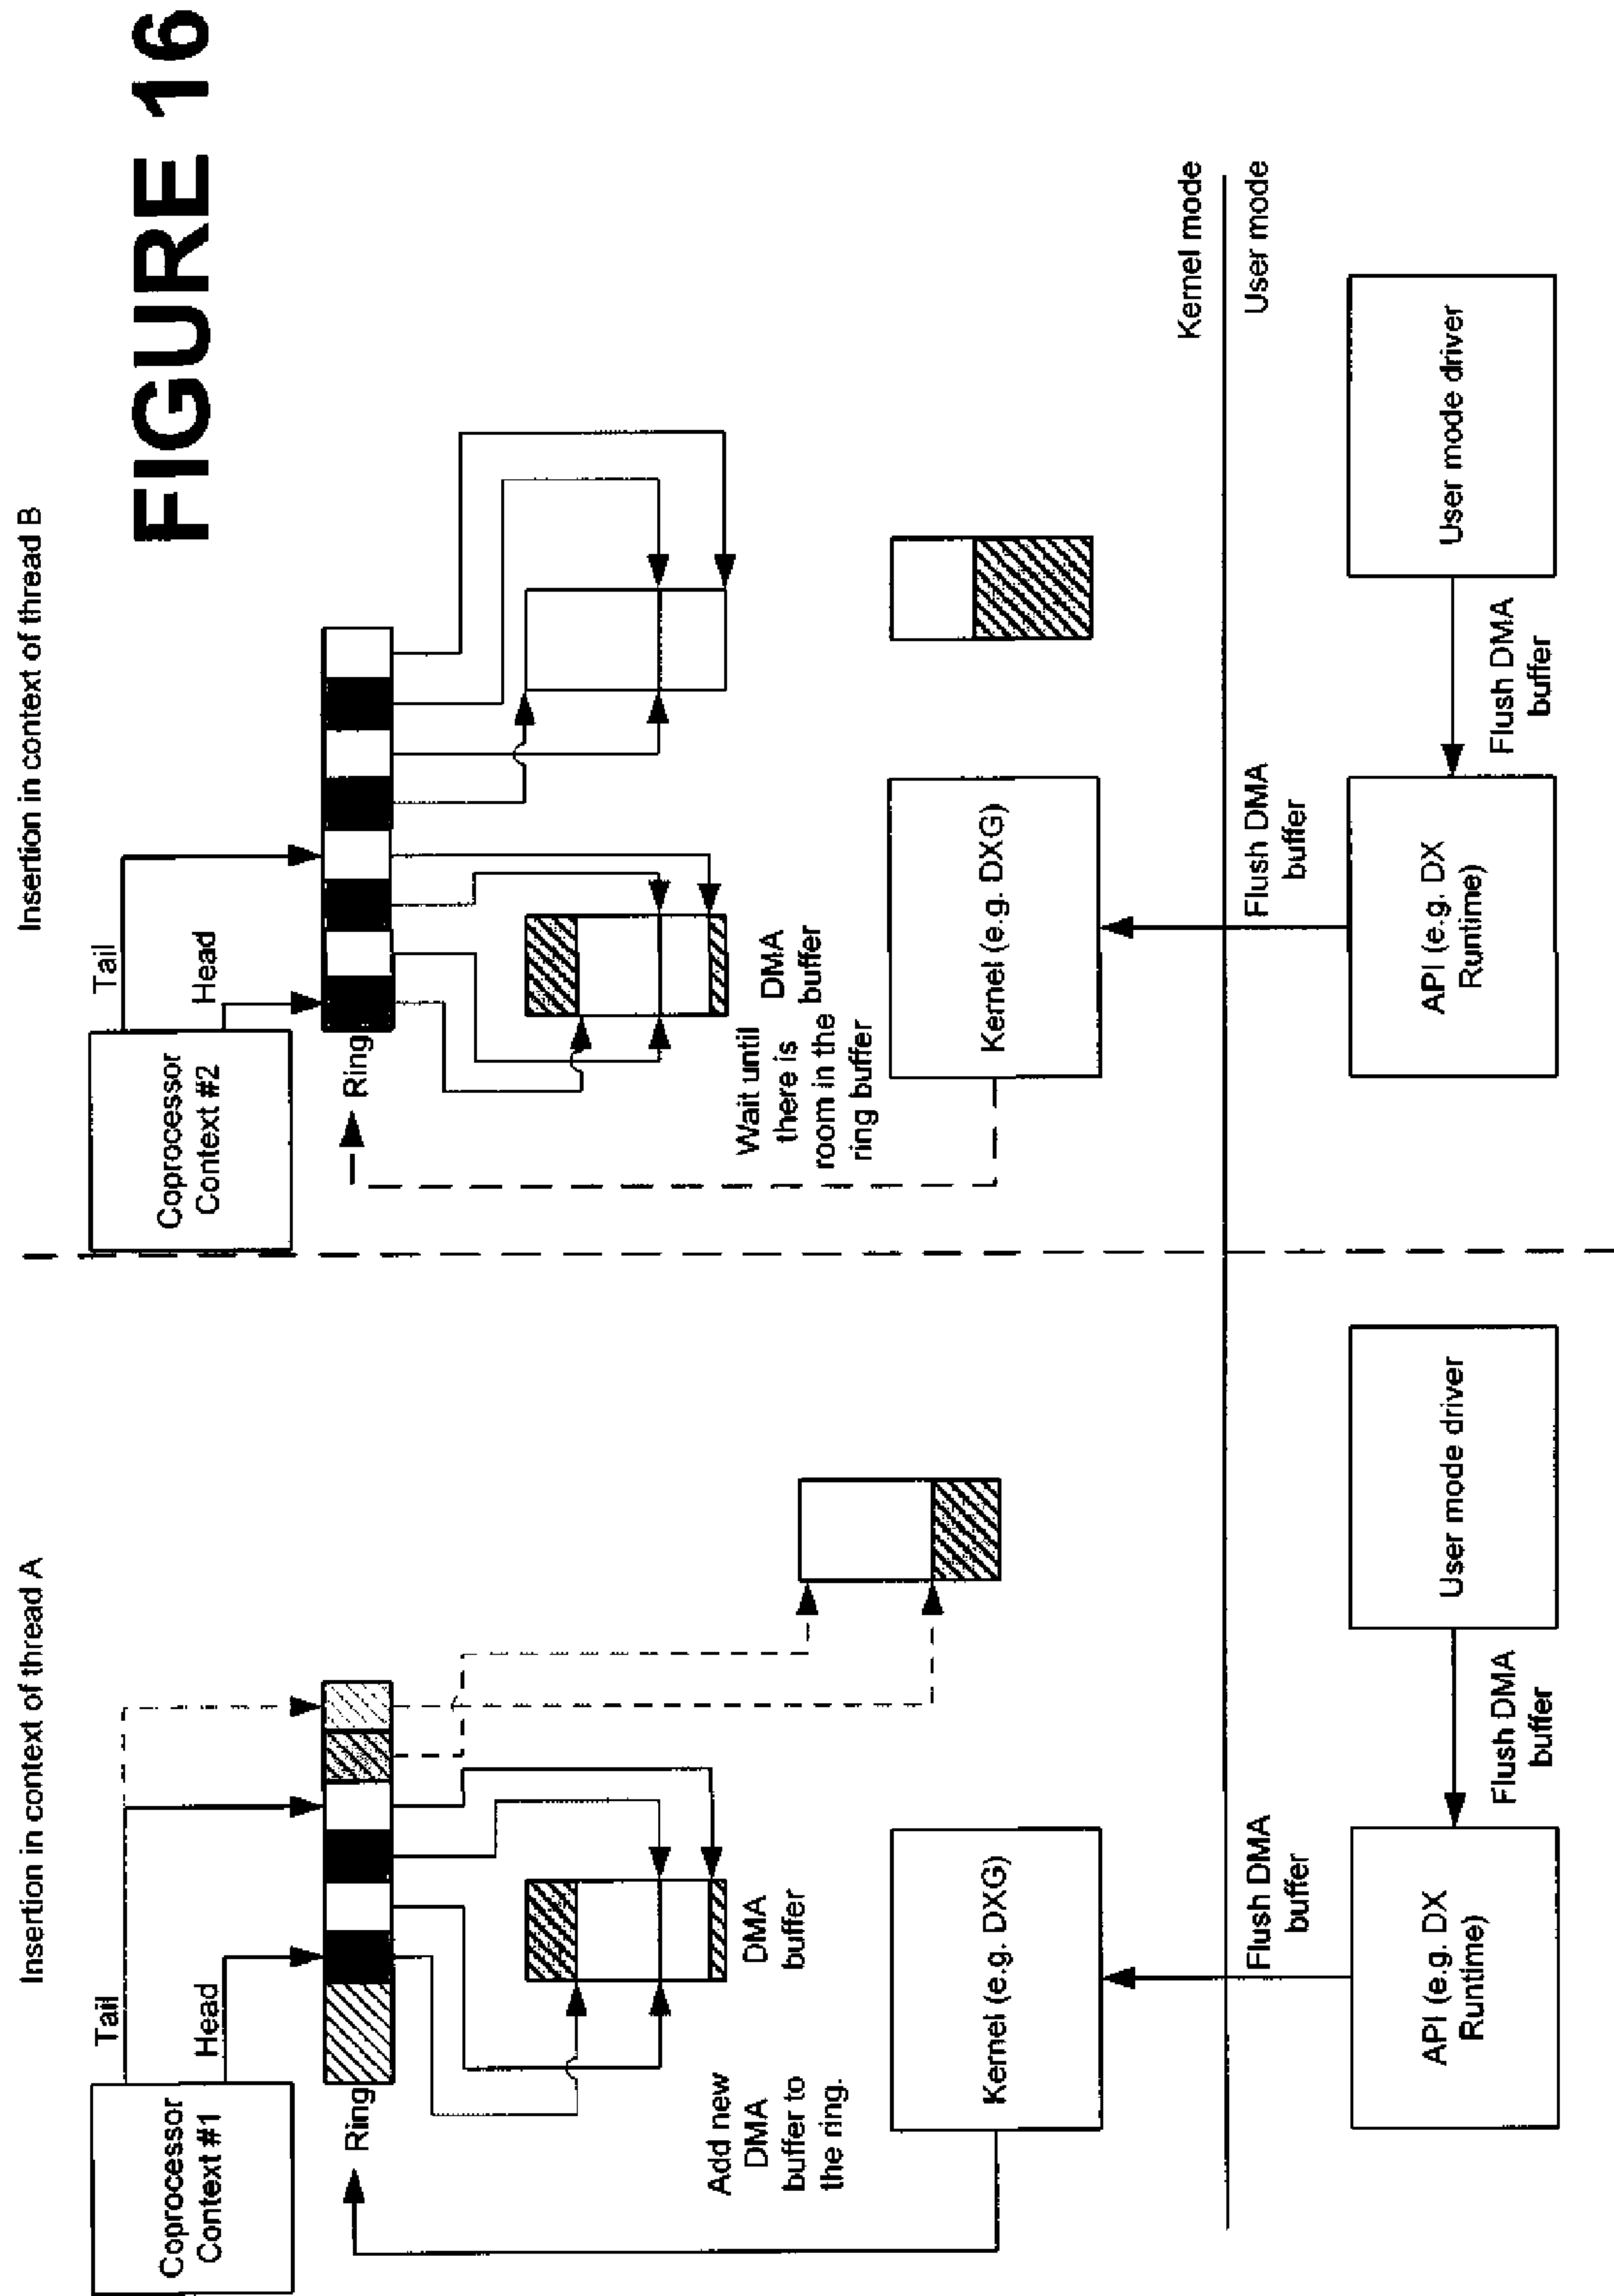 FIGURE 16
Insertion in context of thread A
Coprocessor
Context #1
Tail
Head
Ring
Add new
DMA
buffer to
the ring.
DMA
buffer
Kernel (e.g. DXG)
Flush DMA
buffer
API (e.g. DX
Runtime)
Flush DMA
buffer
User mode driver
Insertion in context of thread B
Coprocessor
Context #2
Tail
Head
Ring
Wait until
there is
room in the
ring buffer
DMA
buffer
Kernel (e.g. DXG)
Kernel mode
User mode
Flush DMA
buffer
API (e.g. DX
Runtime)
Flush DMA
buffer
User mode driver